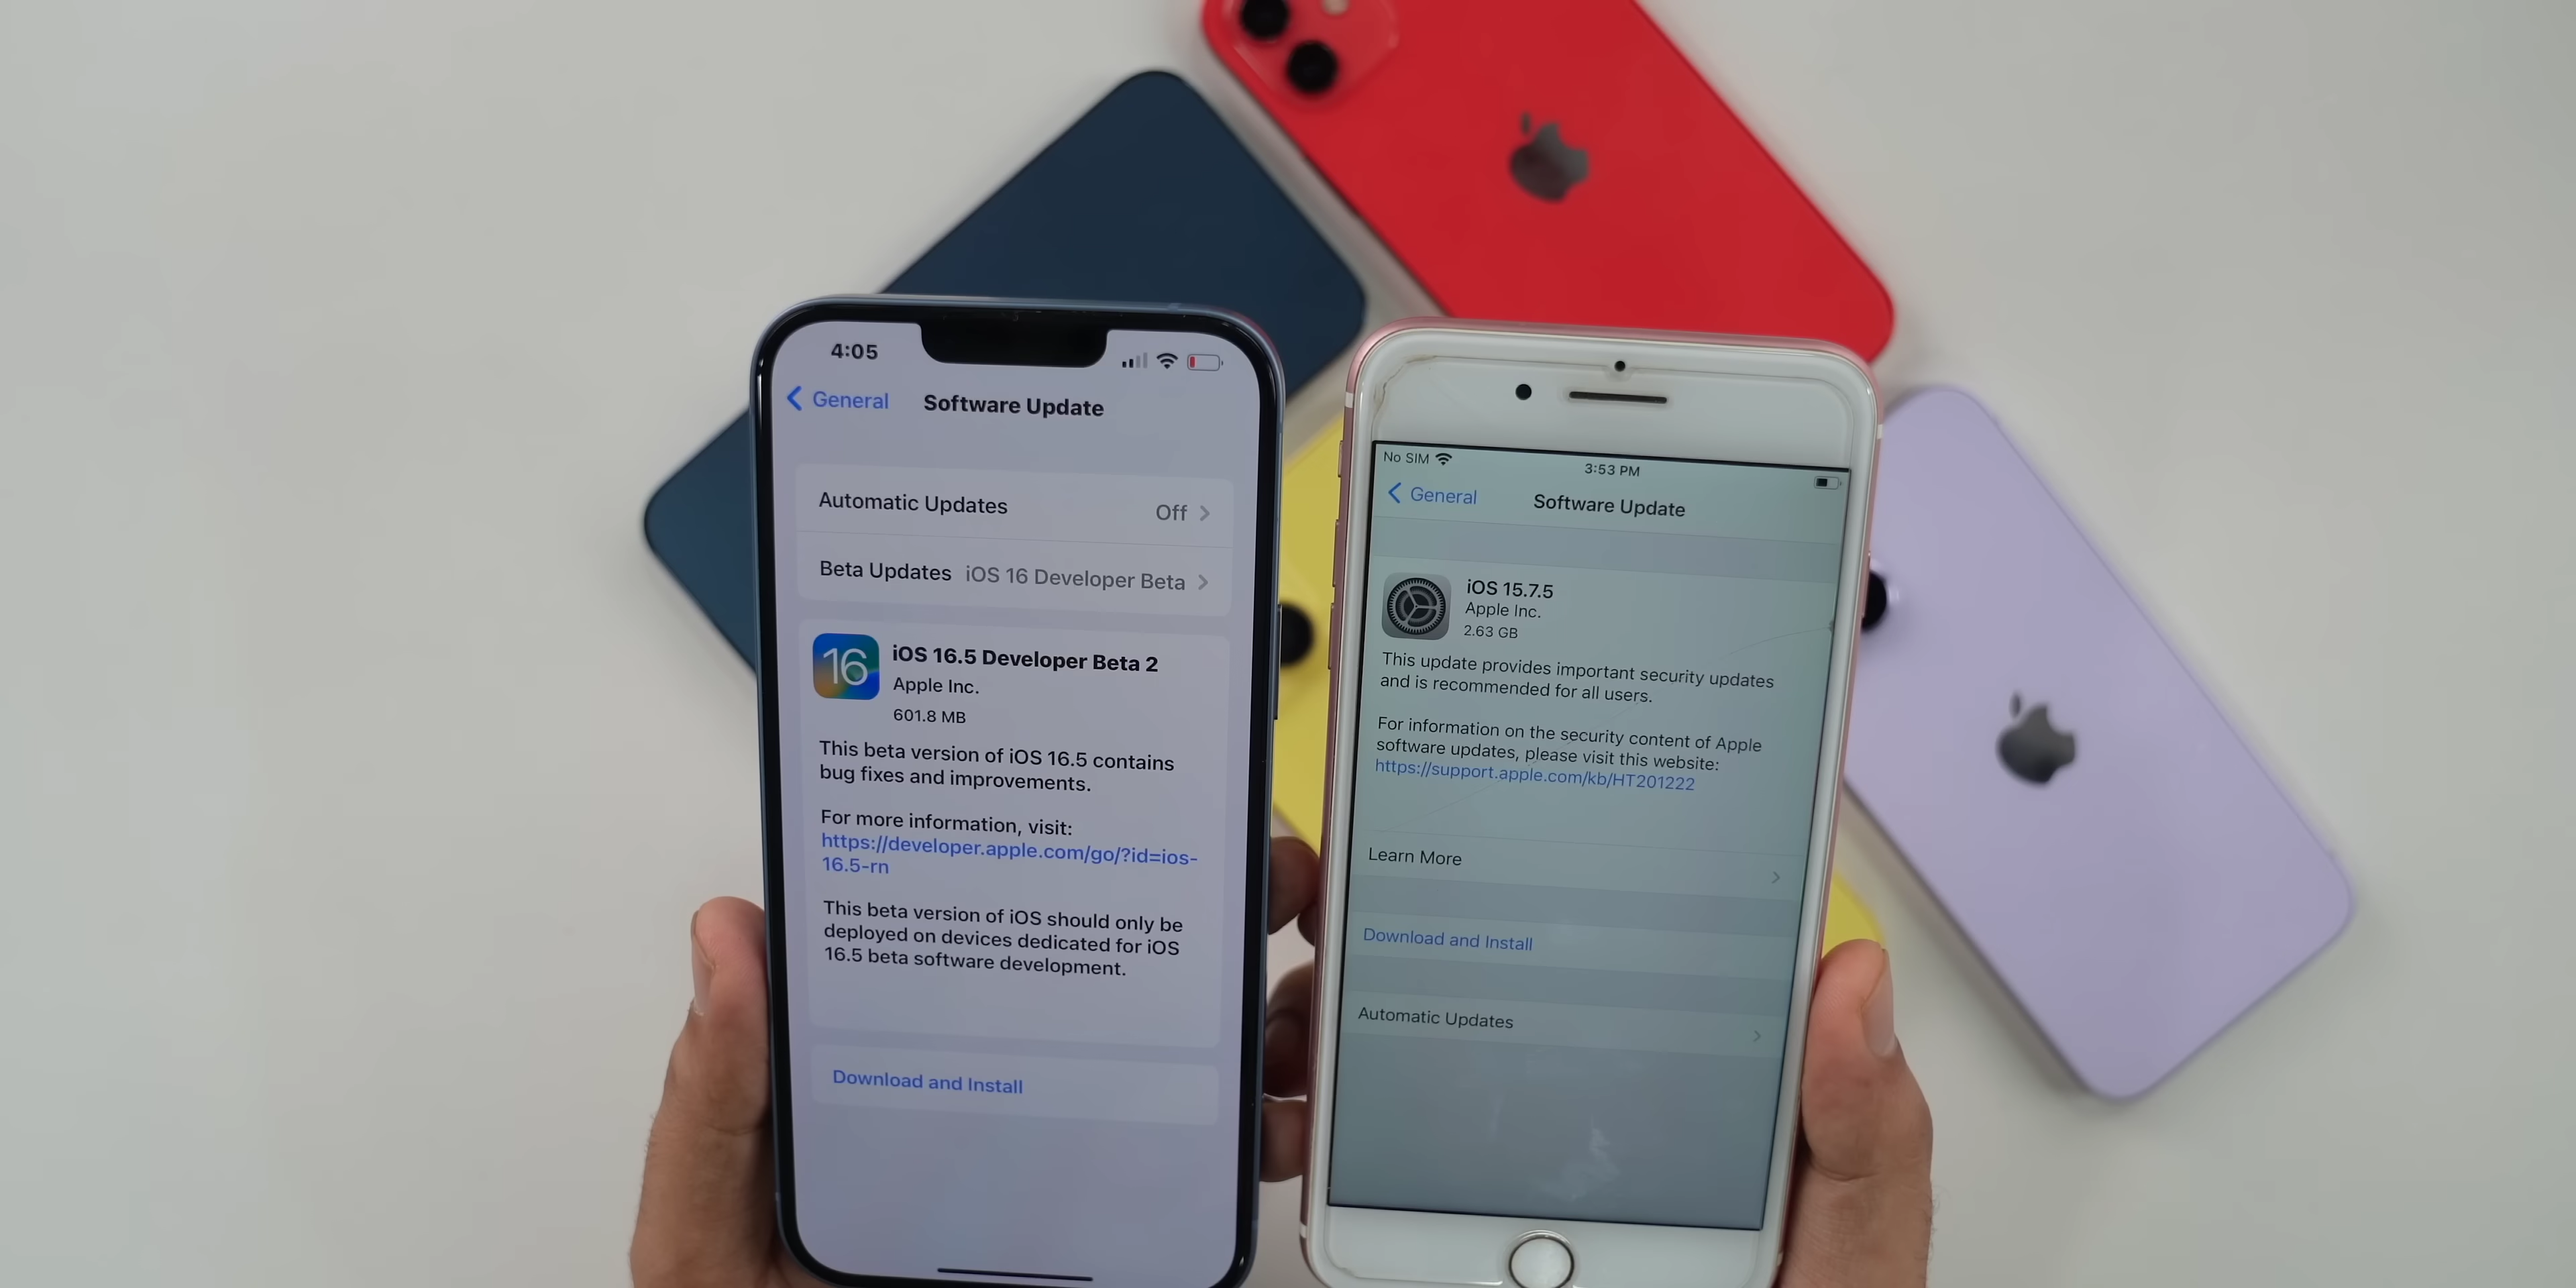 4:05
General
Software Update
Automatic Updates
Off
Beta Updates
iOS 16 Developer Beta
16
iOS 16.5 Developer Beta 2
Apple Inc.
601.8 MB
This beta version of iOS 16.5 contains
bug fixes and improvements.
For more information, visit:
https://developer.apple.com/go/?id=ios-
16.5-rn
This beta version of iOS should only be
deployed on devices dedicated for iOS
16.5 beta software development.
Download and Install
No SIM
3:53 PM
General
Software Update
iOS 15.7.5
Apple Inc.
2.63 GB
This update provides important security updates
and is recommended for all users.
For information on the security content of Apple
software updates, please visit this website:
https://support.apple.com/kb/HT201222
Learn More
Download and Install
Automatic Updates